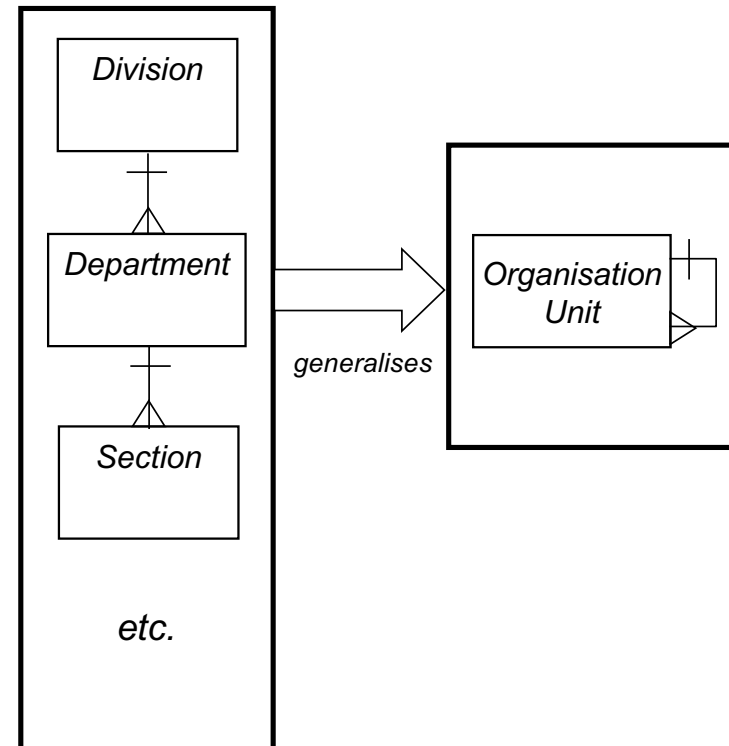 Division
Department
Section
etc.
generalises
Organisation
Unit